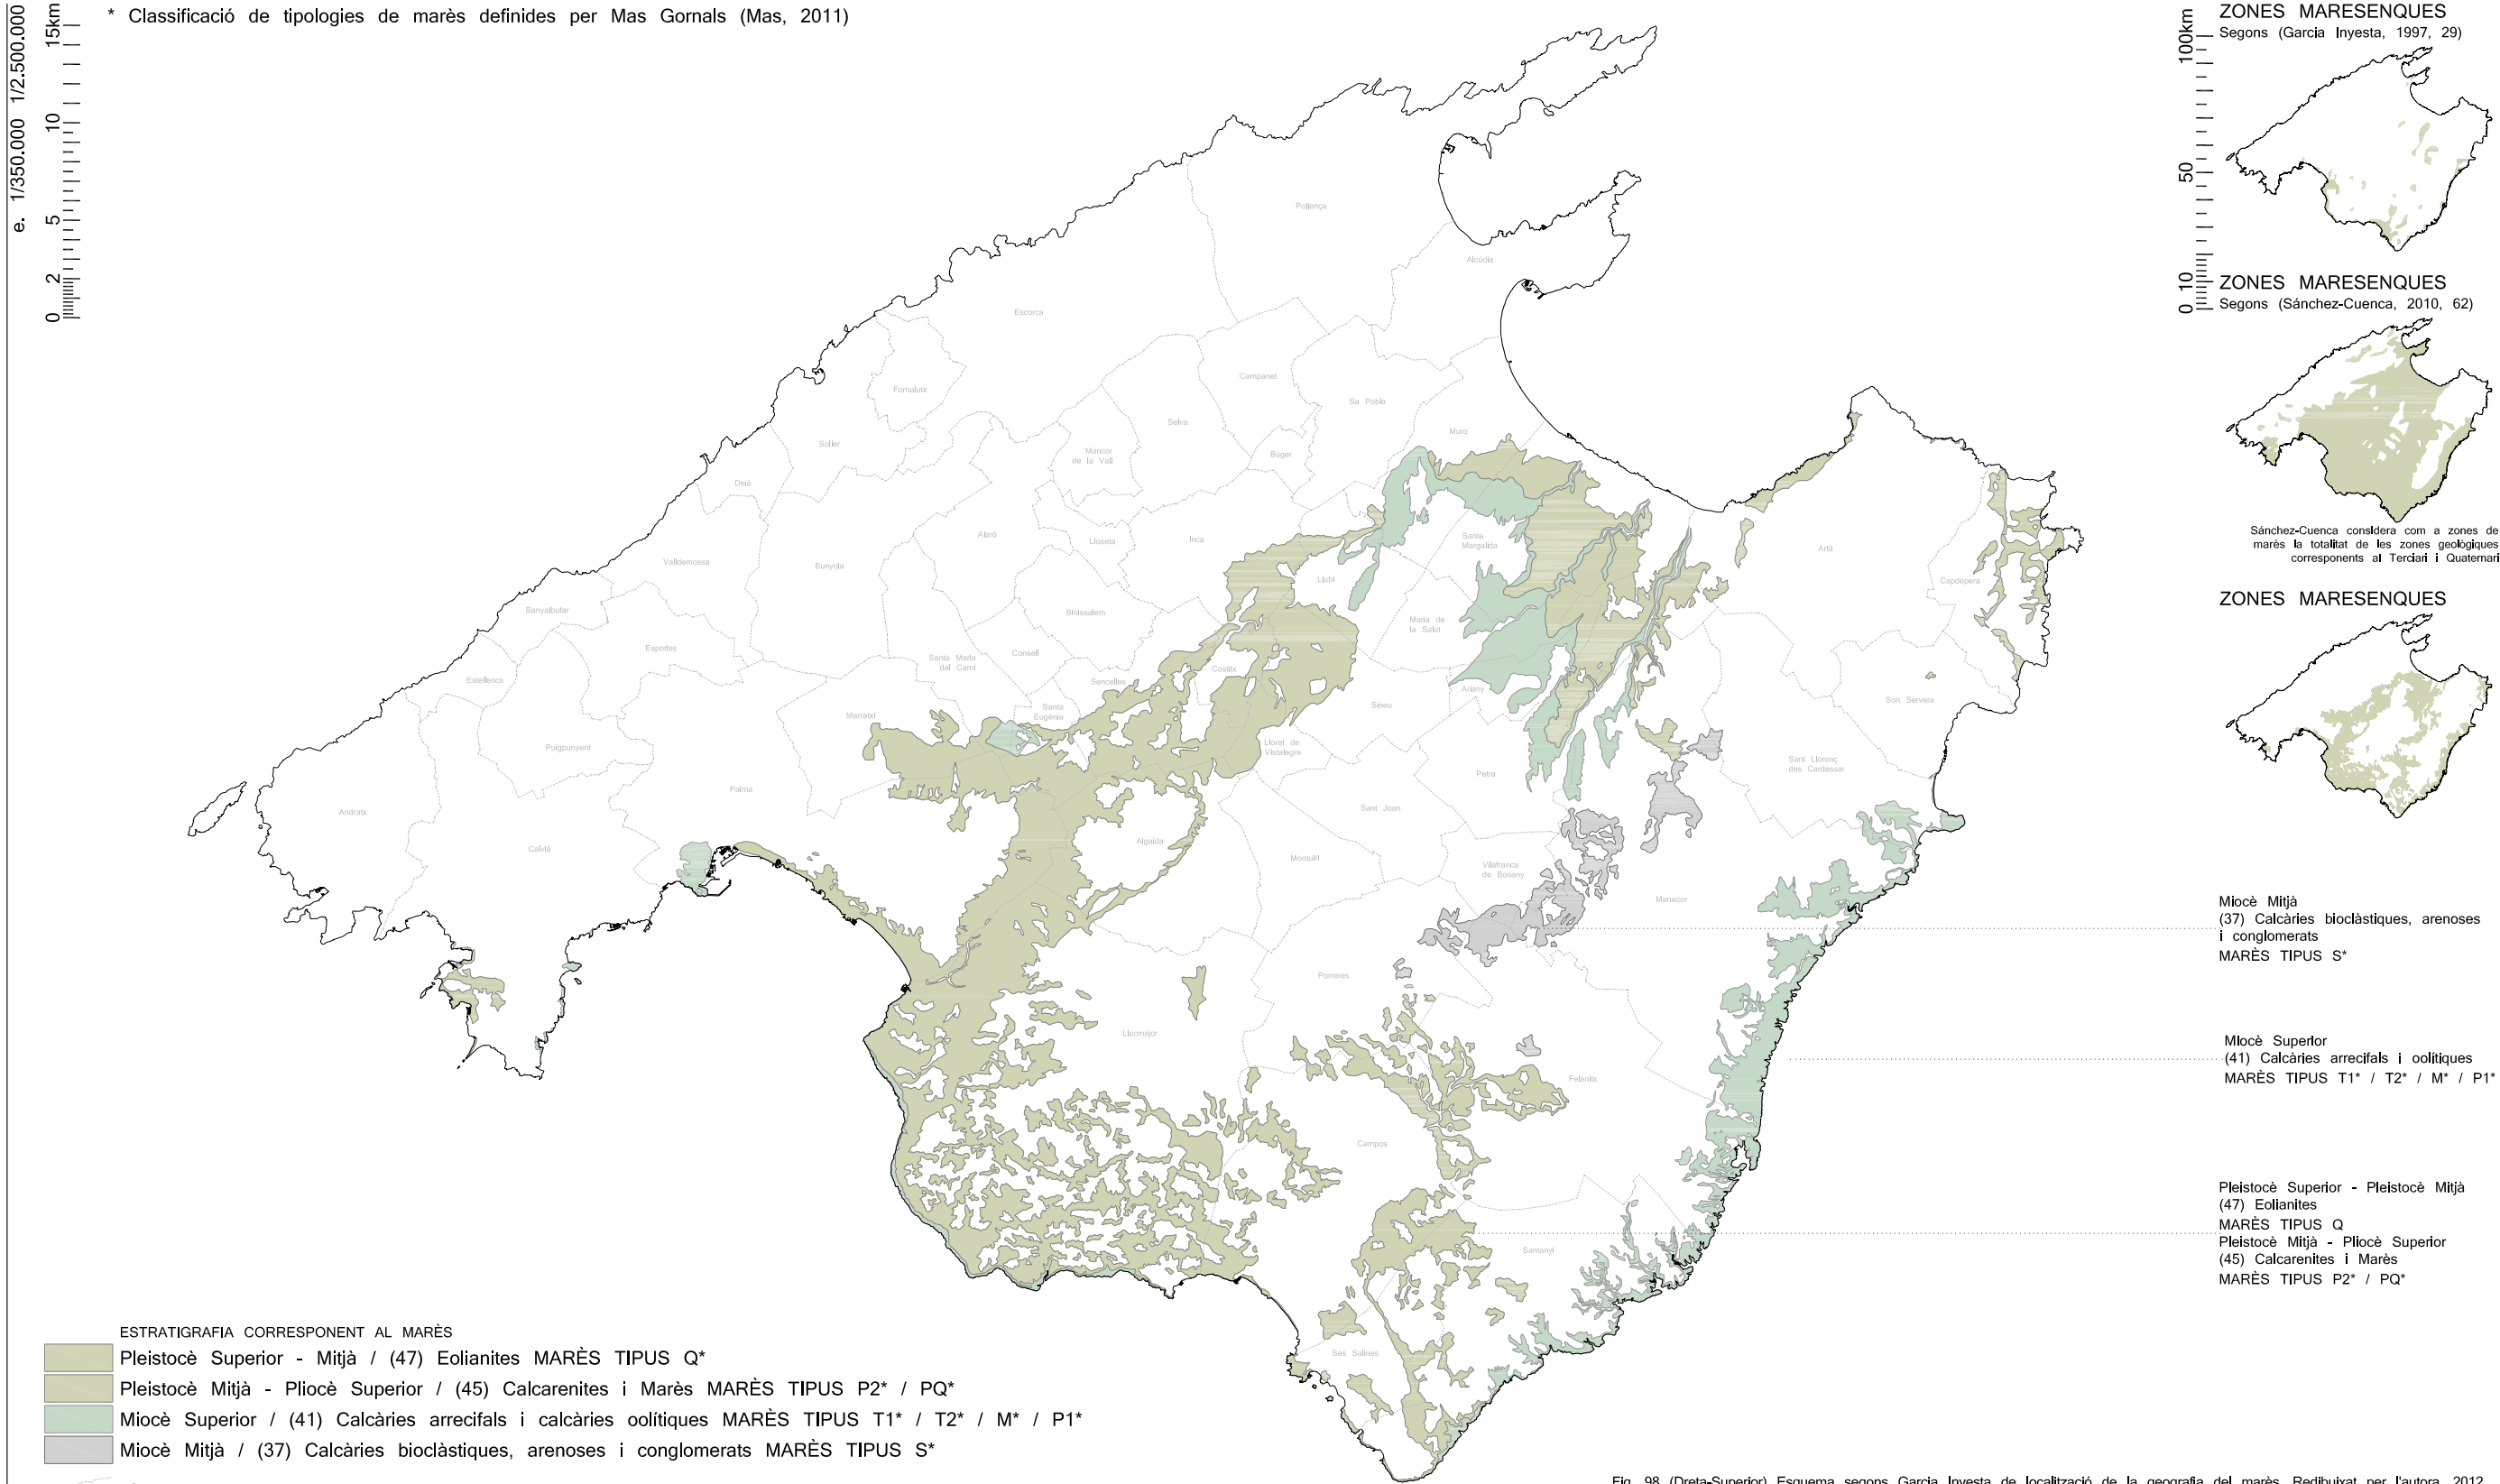 * Classificació de tipologies de marès definides per Mas Gornals (Mas, 2011)
e. 1/350.000 1/2.500.000
0 2 5 10 15km
Pollença
Alcúdia
Escorca
Fornalutx
Campanet
Sa Pobla
Selva
Muro
Sóller
Mancor
de la Vall
Búger
Deià
Alaró
Lloseta
Inca
Santa
Margalida
Artà
Valldemossa
Bunyola
Llubí
Capdepera
Banyalbufar
Binissalem
Maria de
la Salut
Esporles
Consell
Santa Maria
del Camí
Costitx
Estellencs
Sencelles
Ariany
Son Servera
Marratxí
Santa
Eugènia
Sineu
Puigpunyent
Lloret de
Vistalegre
Petra
Sant Llorenç
des Cardassar
Palma
Sant Joan
Andratx
Calvià
Algaida
Montuïri
Vilafranca
de Bonany
Manacor
Porreres
Llucmajor
Felanitx
Campos
Santanyí
Ses Salines
0 10 50 100km
ZONES MARESENQUES
Segons (Garcia Inyesta, 1997, 29)
ZONES MARESENQUES
Segons (Sánchez-Cuenca, 2010, 62)
Sánchez-Cuenca considera com a zones de
marès la totalitat de les zones geològiques
corresponents al Terciari i Quaternari
ZONES MARESENQUES
Miocè Mitjà
(37) Calcàries bioclàstiques, arenoses
i conglomerats
MARÈS TIPUS S*
Miocè Superior
(41) Calcàries arrecifals i oolítiques
MARÈS TIPUS T1* / T2* / M* / P1*
Pleistocè Superior - Pleistocè Mitjà
(47) Eolianites
MARÈS TIPUS Q
Pleistocè Mitjà - Pliocè Superior
(45) Calcarenites i Marès
MARÈS TIPUS P2* / PQ*
ESTRATIGRAFIA CORRESPONENT AL MARÈS
Pleistocè Superior - Mitjà / (47) Eolianites MARÈS TIPUS Q*
Pleistocè Mitjà - Pliocè Superior / (45) Calcarenites i Marès MARÈS TIPUS P2* / PQ*
Miocè Superior / (41) Calcàries arrecifals i calcàries oolítiques MARÈS TIPUS T1* / T2* / M* / P1*
Miocè Mitjà / (37) Calcàries bioclàstiques, arenoses i conglomerats MARÈS TIPUS S*
Fig. 98 (Dreta-Superior) Esquema segons Garcia Inyesta de localització de la geografia del marès. Redibuixat per l'autora, 2012